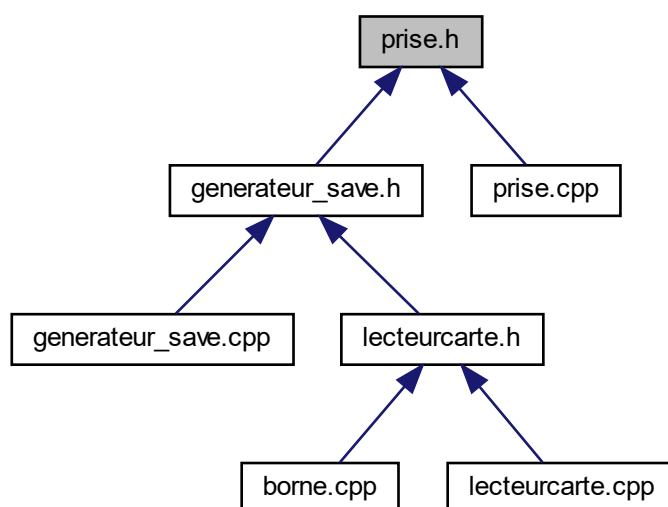 prise.h
generateur_save.h
prise.cpp
generateur_save.cpp
lecteurcarte.h
borne.cpp
lecteurcarte.cpp